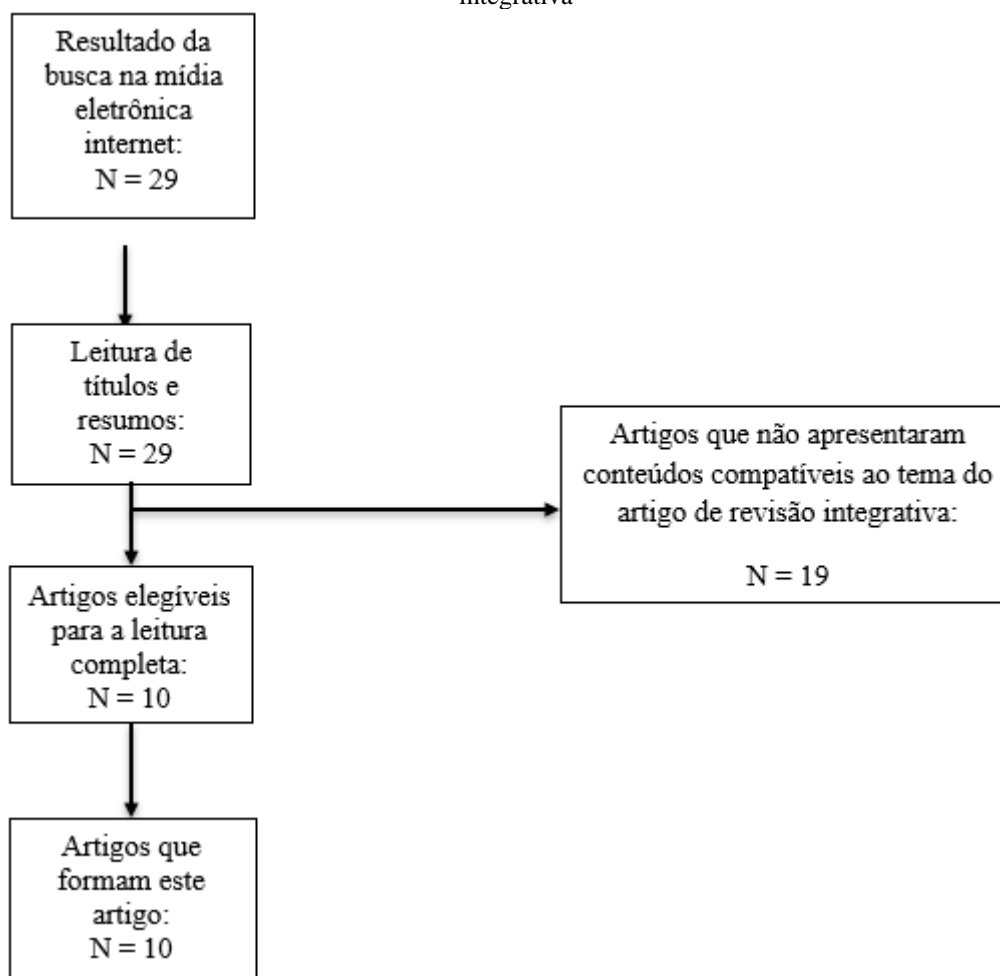 integrativa
Resultado da
busca na mídia
eletrônica
internet:
N = 29
Leitura de
títulos e
resumos:
N = 29
Artigos que não apresentaram
conteúdos compatíveis ao tema do
artigo de revisão integrativa:
N = 19
Artigos elegíveis
para a leitura
completa:
N = 10
Artigos que
formam este
artigo:
N = 10